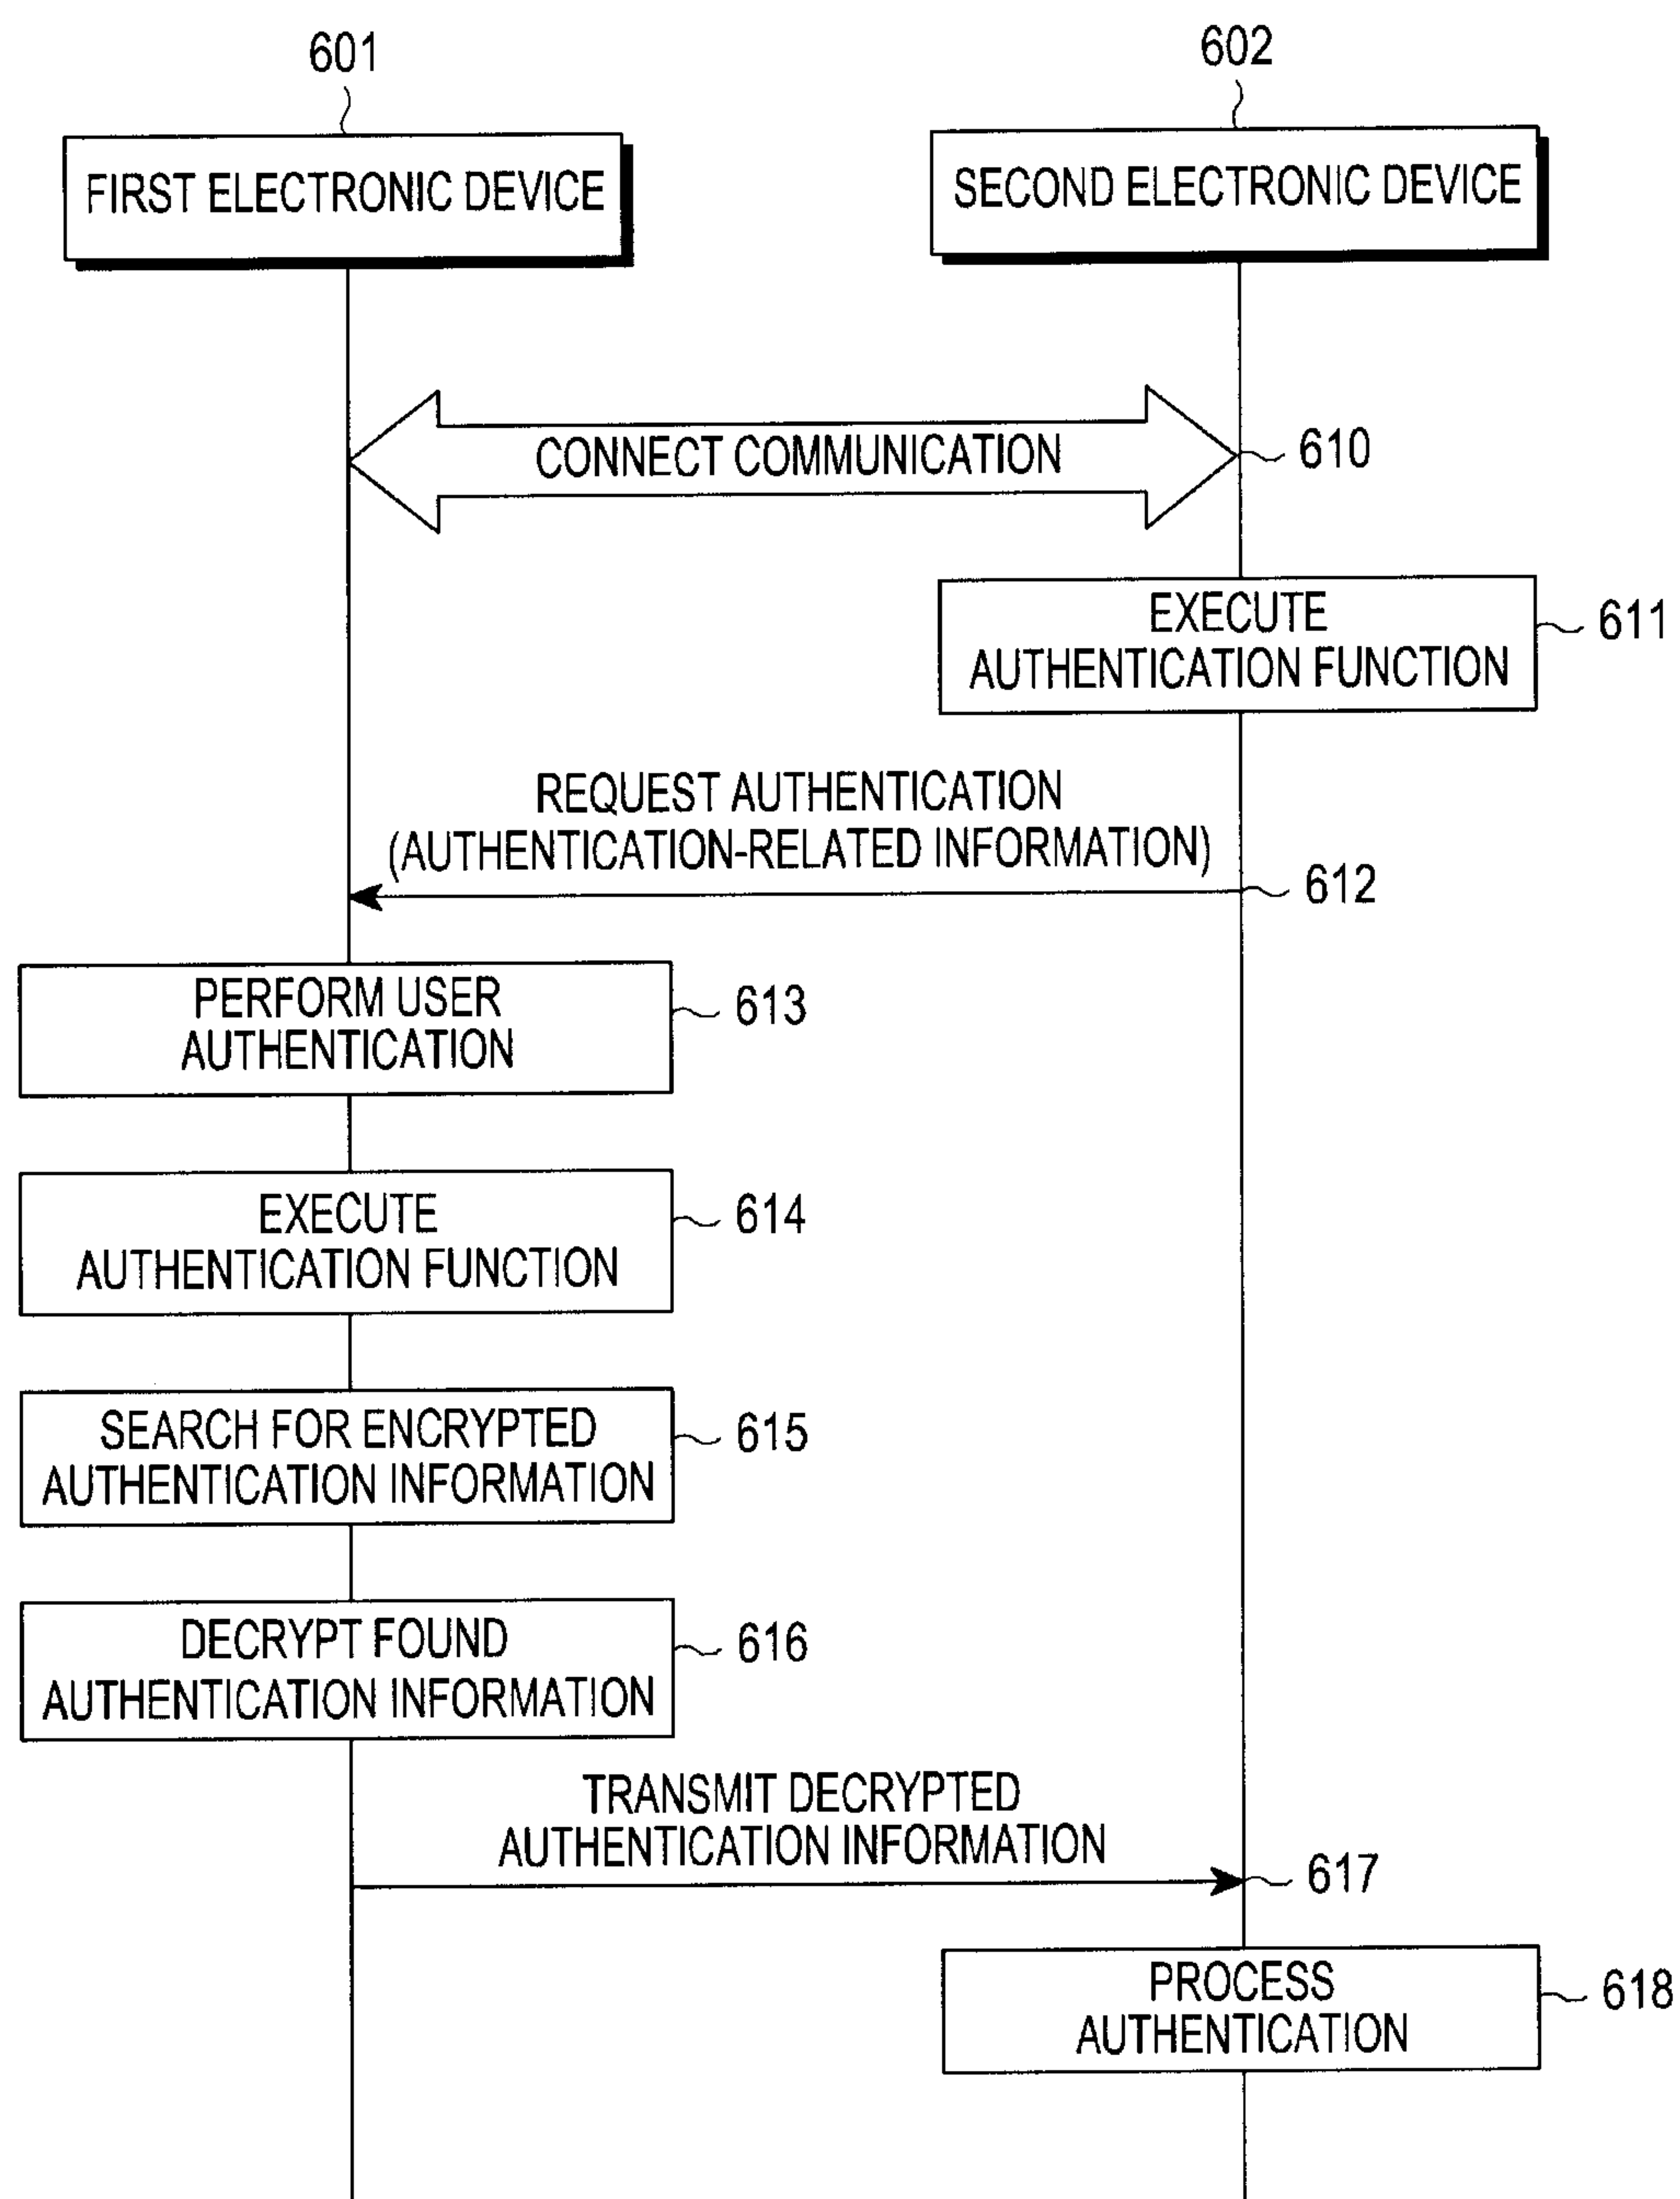 601
602
FIRST ELECTRONIC DEVICE
SECOND ELECTRONIC DEVICE
CONNECT COMMUNICATION
610
EXECUTE
AUTHENTICATION FUNCTION
611
REQUEST AUTHENTICATION
(AUTHENTICATION-RELATED INFORMATION)
612
PERFORM USER
AUTHENTICATION
613
EXECUTE
AUTHENTICATION FUNCTION
614
SEARCH FOR ENCRYPTED
AUTHENTICATION INFORMATION
615
DECRYPT FOUND
AUTHENTICATION INFORMATION
616
TRANSMIT DECRYPTED
AUTHENTICATION INFORMATION
617
PROCESS
AUTHENTICATION
618